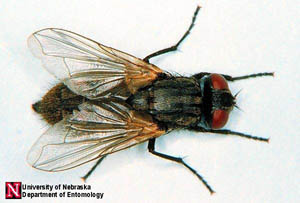 N University of Nebraska
Department of Entomology